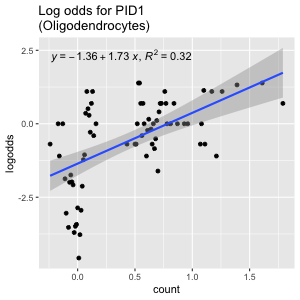 Log odds for PID1
(Oligodendrocytes)
y = −1.36 + 1.73 x, R² = 0.32
2.5
0.0
-2.5
logodds
0.0
0.5
1.0
1.5
count